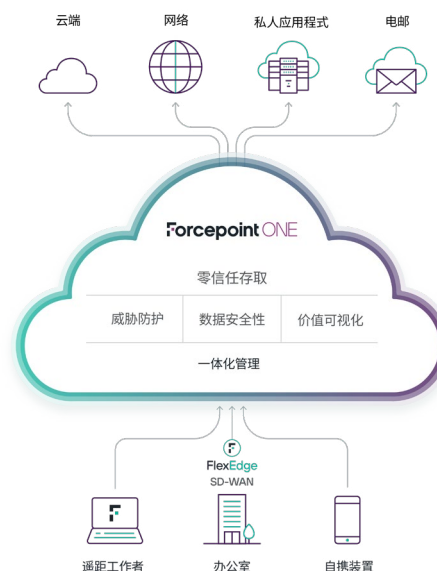 云端 网络 私人应用程式 电邮
Forcepoint ONE
零信任存取
威胁防护 数据安全性 价值可视化
一体化管理
F
FlexEdge
SD-WAN
F
遥距工作者 办公室 自携装置